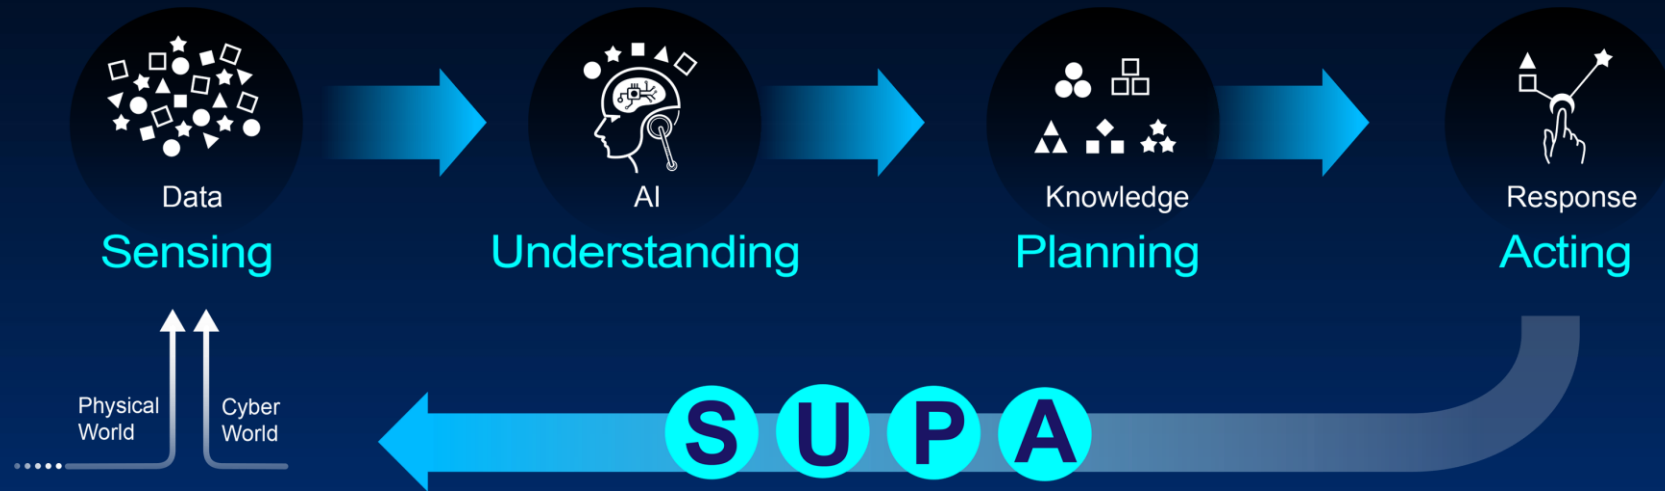 Data
Sensing
AI
Understanding
Knowledge
Planning
Response
Acting
Physical
World
Cyber
World
S U P A